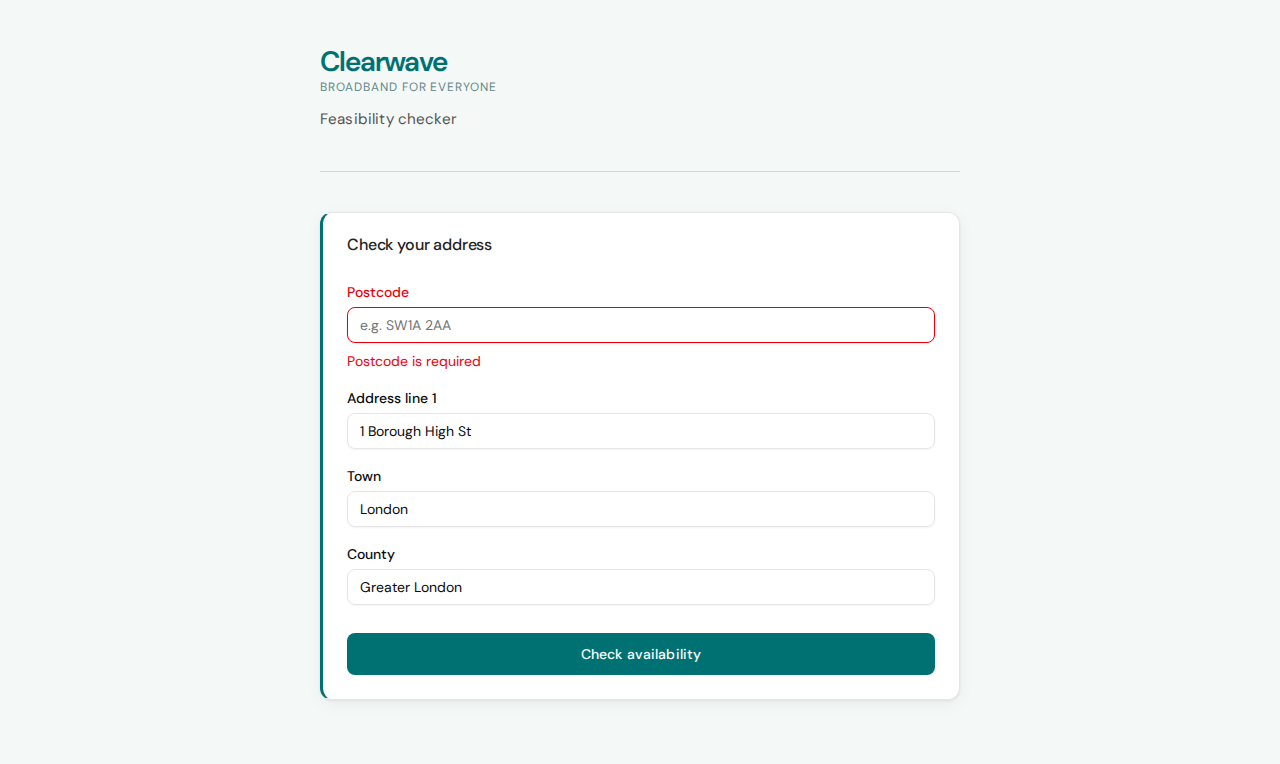 Clearwave
BROADBAND FOR EVERYONE
Feasibility checker
Check your address
Postcode
e.g. SW1A 2AA
Postcode is required
Address line 1
1 Borough High St
Town
London
County
Greater London
Check availability